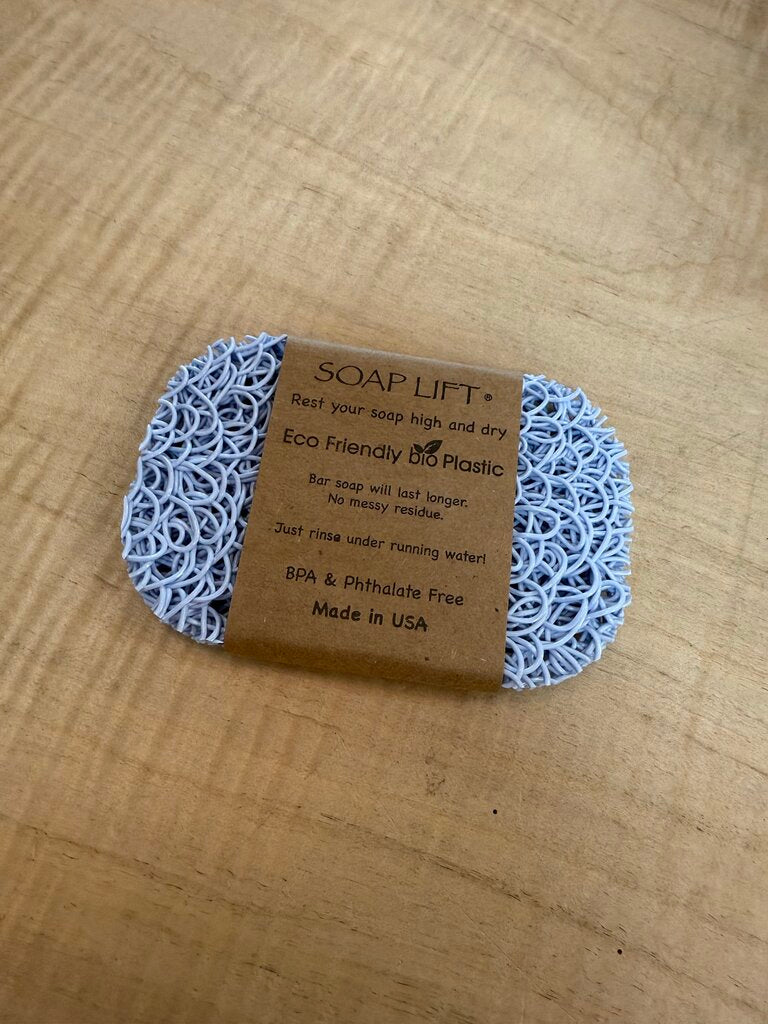 SOAP LIFT®
Rest your soap high and dry
Eco Friendly bio Plastic
Bar soap will last longer.
No messy residue.
Just rinse under running water!
BPA & Phthalate Free
Made in USA